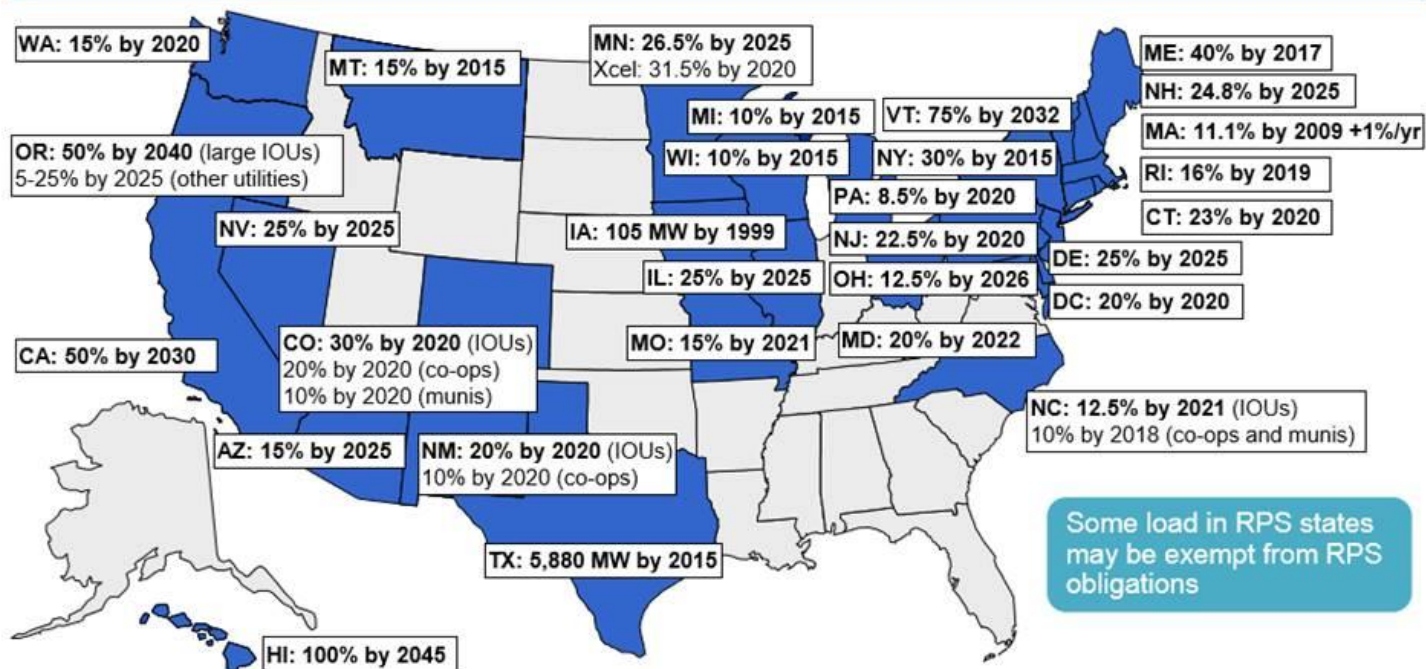 WA: 15% by 2020
MT: 15% by 2015
MN: 26.5% by 2025
Xcel: 31.5% by 2020
ME: 40% by 2017
NH: 24.8% by 2025
MI: 10% by 2015
VT: 75% by 2032
MA: 11.1% by 2009 +1%/yr
OR: 50% by 2040 (large IOUs)
5-25% by 2025 (other utilities)
WI: 10% by 2015
NY: 30% by 2015
RI: 16% by 2019
PA: 8.5% by 2020
CT: 23% by 2020
NV: 25% by 2025
IA: 105 MW by 1999
NJ: 22.5% by 2020
DE: 25% by 2025
IL: 25% by 2025
OH: 12.5% by 2026
DC: 20% by 2020
CA: 50% by 2030
CO: 30% by 2020 (IOUs)
20% by 2020 (co-ops)
10% by 2020 (munis)
MO: 15% by 2021
MD: 20% by 2022
NC: 12.5% by 2021 (IOUs)
10% by 2018 (co-ops and munis)
AZ: 15% by 2025
NM: 20% by 2020 (IOUs)
10% by 2020 (co-ops)
Some load in RPS states
may be exempt from RPS
obligations
TX: 5,880 MW by 2015
HI: 100% by 2045